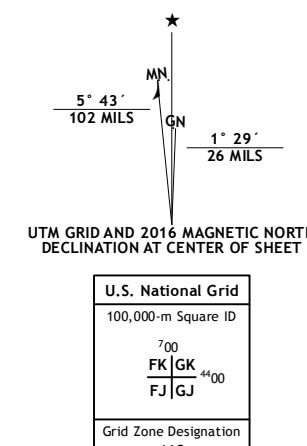 ★
MN
5° 43´
102 MILS
GN
1° 29´
26 MILS
UTM GRID AND 2016 MAGNETIC NORTH
DECLINATION AT CENTER OF SHEET
U.S. National Grid
100,000-m Square ID
⁷00
FK GK
⁴⁴00
FJ GJ
Grid Zone Designation